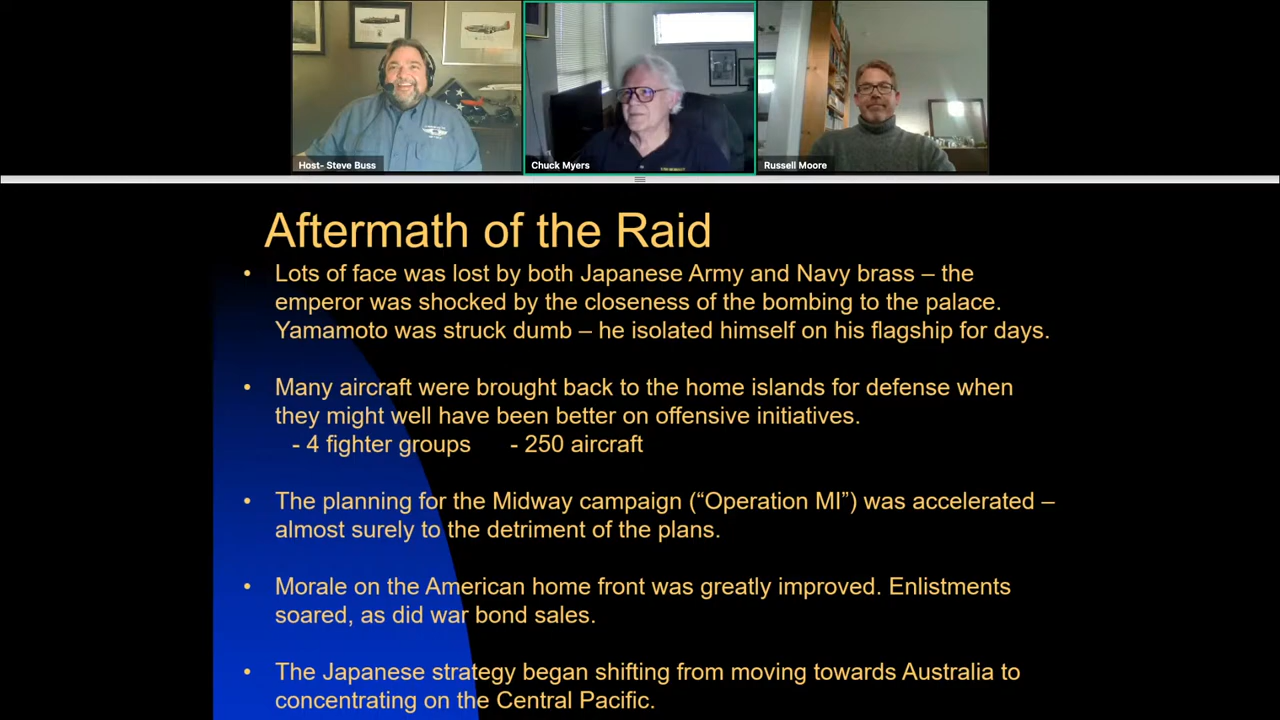 Host- Steve Buss
Chuck Myers
Russell Moore
Aftermath of the Raid
• Lots of face was lost by both Japanese Army and Navy brass – the
emperor was shocked by the closeness of the bombing to the palace.
Yamamoto was struck dumb – he isolated himself on his flagship for days.
• Many aircraft were brought back to the home islands for defense when
they might well have been better on offensive initiatives.
- 4 fighter groups - 250 aircraft
• The planning for the Midway campaign (“Operation MI”) was accelerated –
almost surely to the detriment of the plans.
• Morale on the American home front was greatly improved. Enlistments
soared, as did war bond sales.
• The Japanese strategy began shifting from moving towards Australia to
concentrating on the Central Pacific.